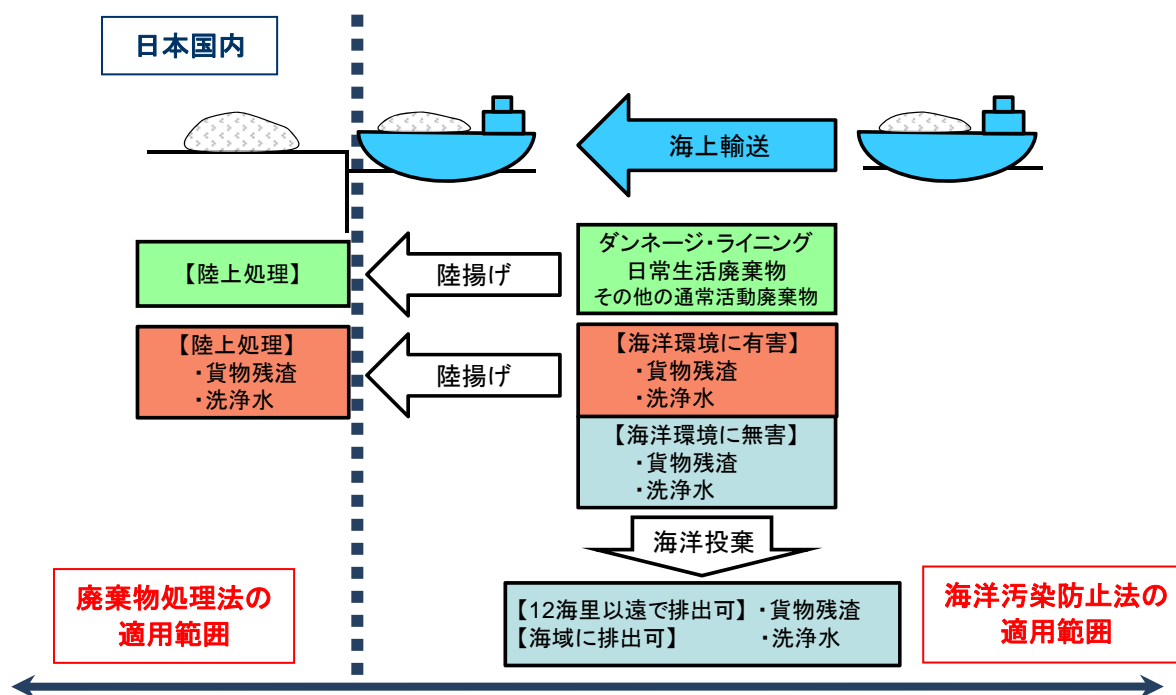 日本国内
海上輸送
ダンネージ・ライニング
日常生活廃棄物
その他の通常活動廃棄物
陸揚げ
【陸上処理】
【陸上処理】
・貨物残渣
・洗浄水
陸揚げ
【海洋環境に有害】
・貨物残渣
・洗浄水
【海洋環境に無害】
・貨物残渣
・洗浄水
海洋投棄
【12海里以遠で排出可】・貨物残渣
【海域に排出可】 ・洗浄水
廃棄物処理法の
適用範囲
海洋汚染防止法の
適用範囲